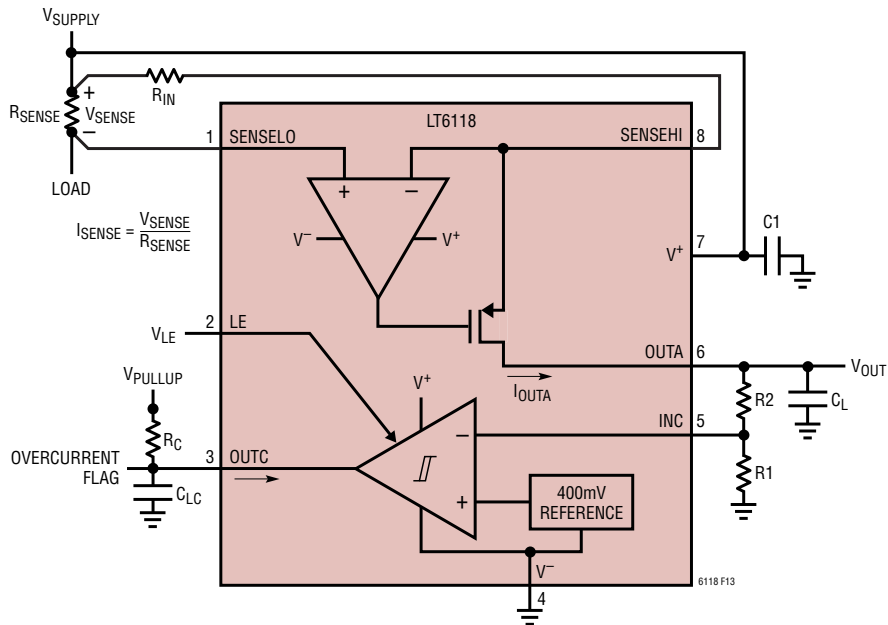 VSUPPLY
RIN
+
RSENSE
VSENSE
−
LT6118
1
SENSELO
SENSEHI
8
LOAD
+
−
ISENSE = VSENSE
RSENSE
V−
V+
C1
V+
7
2
LE
VLE
OUTA
6
VOUT
VPULLUP
IOUTA
V+
R2
CL
RC
INC
5
−
OVERCURRENT
FLAG
3
OUTC
R1
CLC
+
400mV
REFERENCE
V−
4
6118 F13